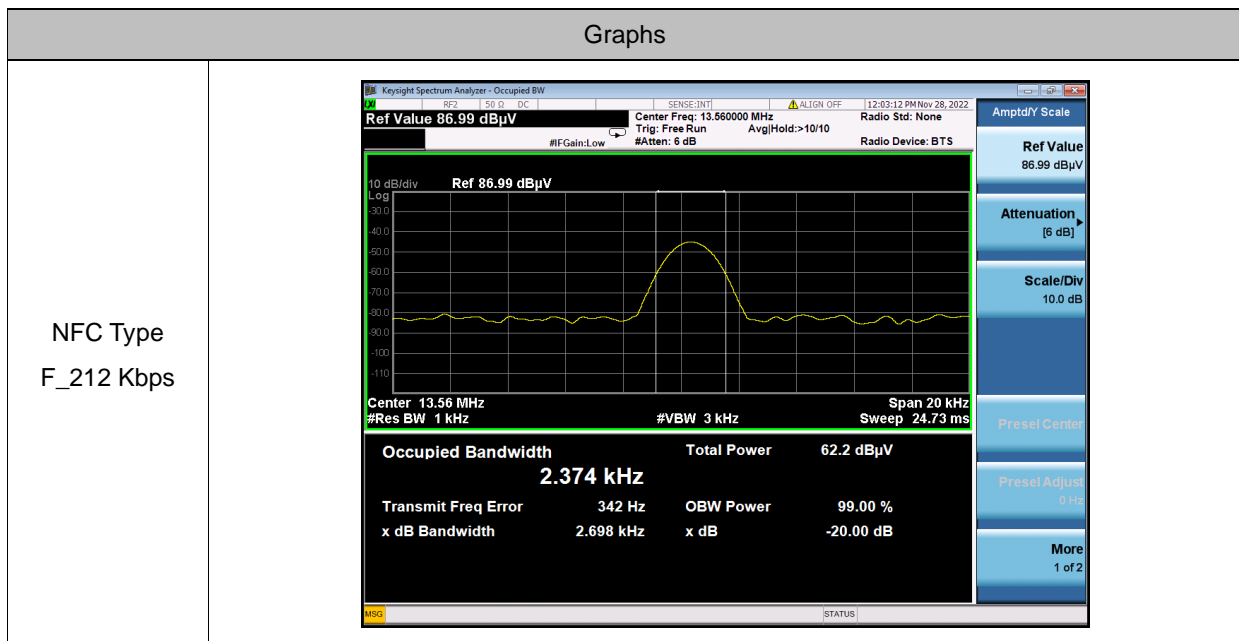 Graphs
NFC Type
F_212 Kbps
Keysight Spectrum Analyzer - Occupied BW
LXI RF2 50 Ω DC SENSE:INT ALIGN OFF 12:03:12 PM Nov 28, 2022
Ref Value 86.99 dBµV Center Freq: 13.560000 MHz Radio Std: None
Trig: Free Run Avg|Hold:>10/10
#IFGain:Low #Atten: 6 dB Radio Device: BTS
10 dB/div Ref 86.99 dBµV
Log
-30.0
-40.0
-50.0
-60.0
-70.0
-80.0
-90.0
-100
-110
Center 13.56 MHz Span 20 kHz
#Res BW 1 kHz #VBW 3 kHz Sweep 24.73 ms
Occupied Bandwidth Total Power 62.2 dBµV
2.374 kHz
Transmit Freq Error 342 Hz OBW Power 99.00 %
x dB Bandwidth 2.698 kHz x dB -20.00 dB
MSG STATUS
Amptd/Y Scale
Ref Value
86.99 dBµV
Attenuation
[6 dB]
Scale/Div
10.0 dB
Presel Center
Presel Adjust
0 Hz
More
1 of 2